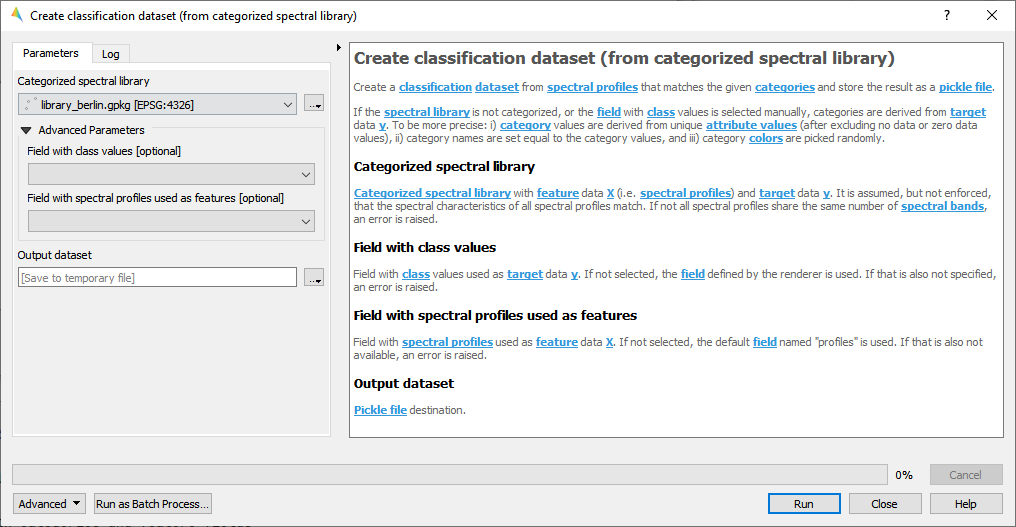 Create classification dataset (from categorized spectral library)
?
Parameters
Log
Categorized spectral library
library_berlin.gpkg [EPSG:4326]
...
Advanced Parameters
Field with class values [optional]
Field with spectral profiles used as features [optional]
Output dataset
[Save to temporary file]
...
Create classification dataset (from categorized spectral library)
Create a classification dataset from spectral profiles that matches the given categories and store the result as a pickle file.
If the spectral library is not categorized, or the field with class values is selected manually, categories are derived from target
data y. To be more precise: i) category values are derived from unique attribute values (after excluding no data or zero data
values), ii) category names are set equal to the category values, and iii) category colors are picked randomly.
Categorized spectral library
Categorized spectral library with feature data X (i.e. spectral profiles) and target data y. It is assumed, but not enforced,
that the spectral characteristics of all spectral profiles match. If not all spectral profiles share the same number of spectral bands,
an error is raised.
Field with class values
Field with class values used as target data y. If not selected, the field defined by the renderer is used. If that is also not specified,
an error is raised.
Field with spectral profiles used as features
Field with spectral profiles used as feature data X. If not selected, the default field named "profiles" is used. If that is also not
available, an error is raised.
Output dataset
Pickle file destination.
0%
Cancel
Advanced
Run as Batch Process...
Run
Close
Help